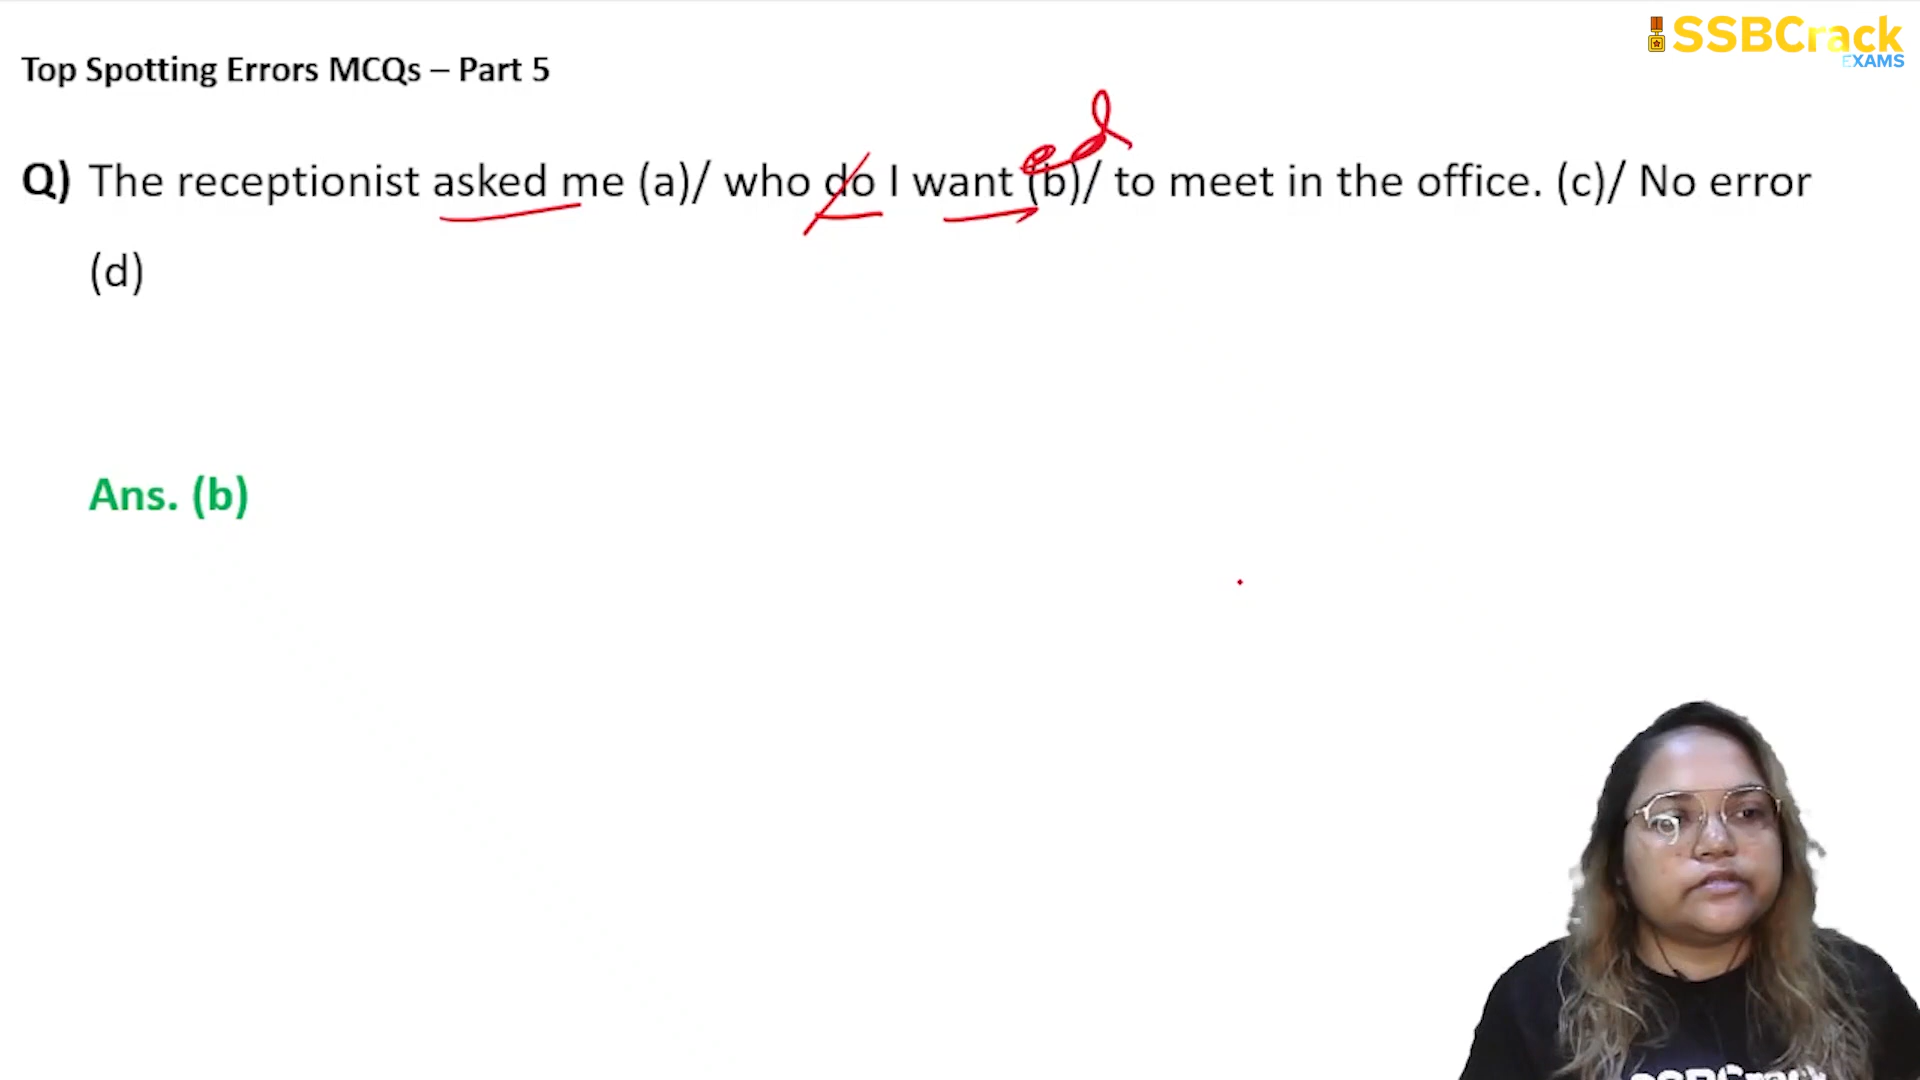 SSBCrack
EXAMS
Top Spotting Errors MCQs – Part 5
ed
Q) The receptionist asked me (a)/ who do I want (b)/ to meet in the office. (c)/ No error
(d)
Ans. (b)